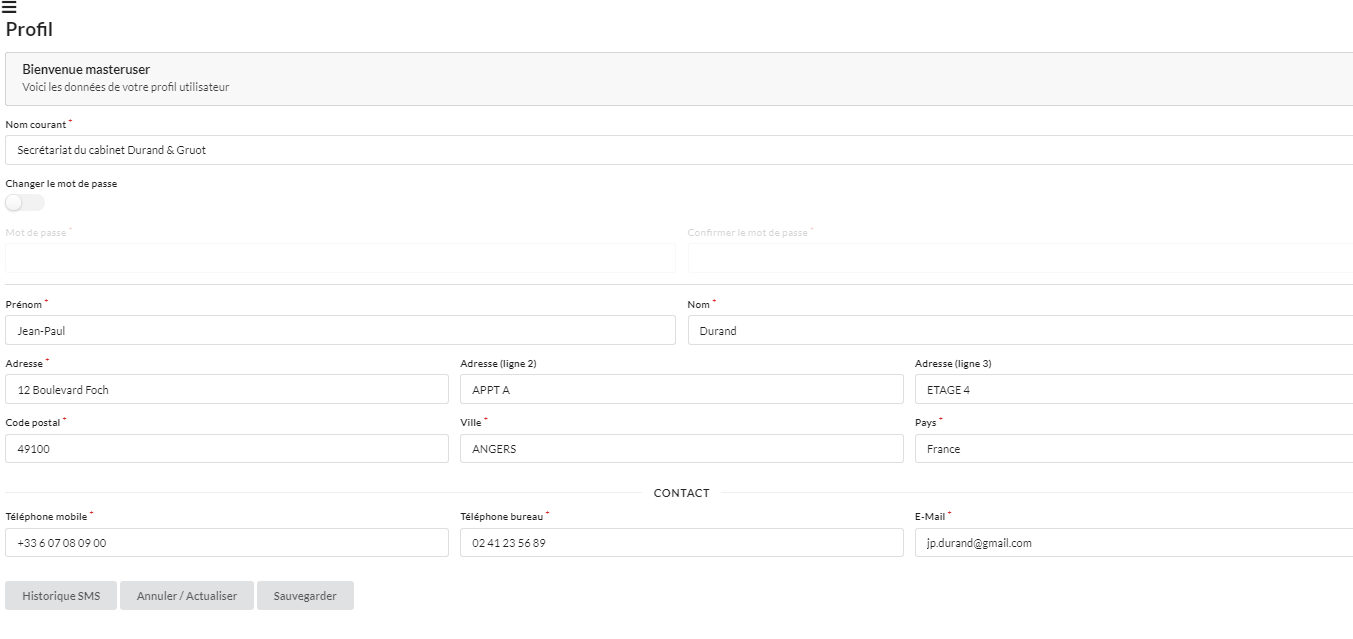 Profil
Bienvenue masteruser
Voici les données de votre profil utilisateur
Nom courant *
Secrétariat du cabinet Durand & Gruot
Changer le mot de passe
Mot de passe * Confirmer le mot de passe *
Prénom * Nom *
Jean-Paul Durand
Adresse * Adresse (ligne 2) Adresse (ligne 3)
12 Boulevard Foch APPT A ETAGE 4
Code postal * Ville * Pays *
49100 ANGERS France
CONTACT
Téléphone mobile * Téléphone bureau * E-Mail *
+33 6 07 08 09 00 02 41 23 56 89 jp.durand@gmail.com
Historique SMS Annuler / Actualiser Sauvegarder